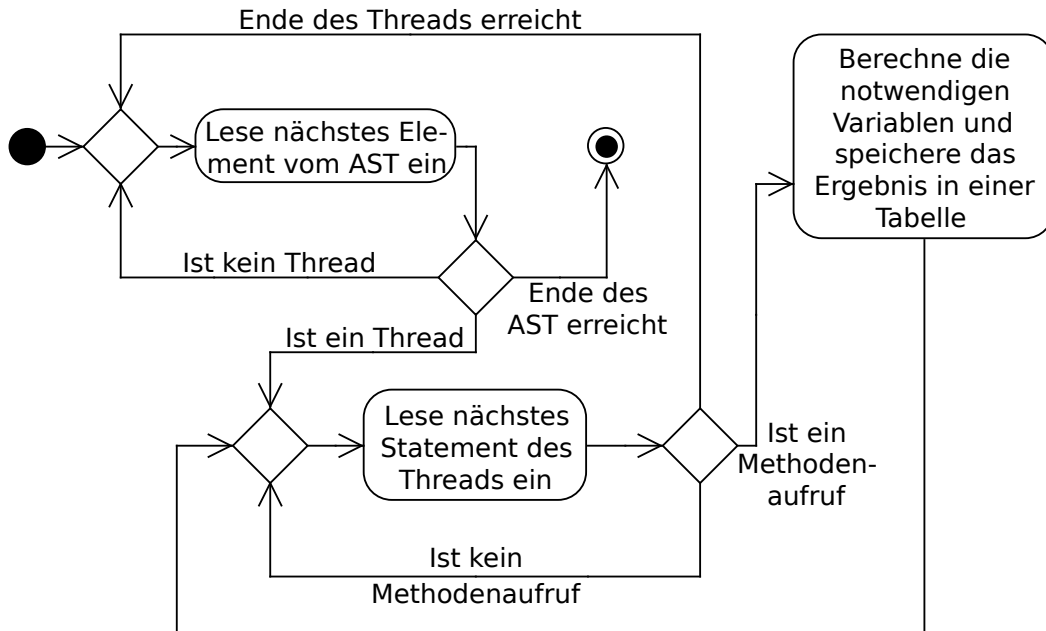 Ende des Threads erreicht
Berechne die
notwendigen
Variablen und
speichere das
Ergebnis in einer
Tabelle
Lese nächstes Ele-
ment vom AST ein
Ist kein Thread
Ende des
AST erreicht
Ist ein Thread
Lese nächstes
Statement des
Threads ein
Ist ein
Methoden-
aufruf
Ist kein
Methodenaufruf